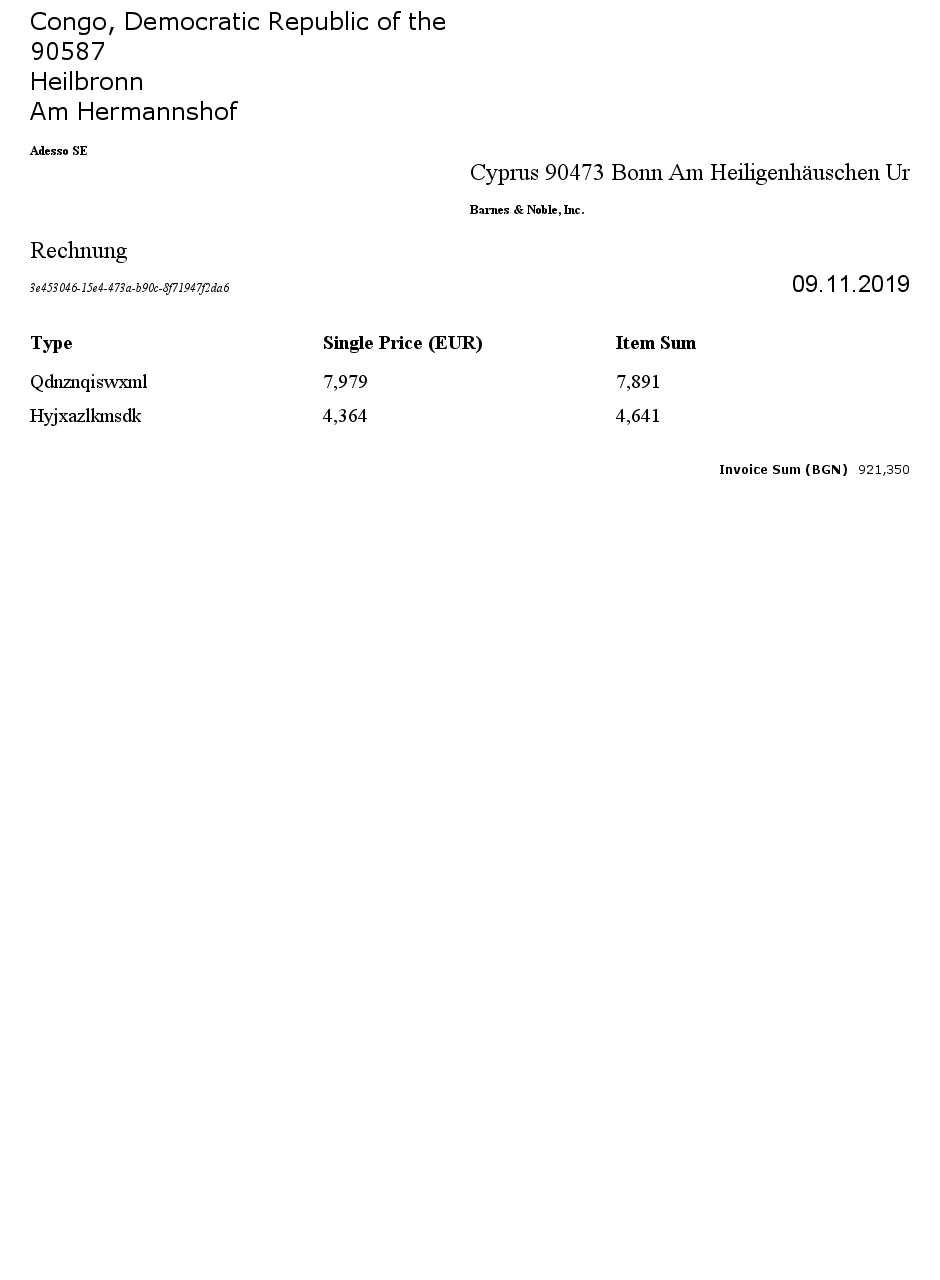 Congo, Democratic Republic of the
90587
Heilbronn
Am Hermannshof
Adesso SE
Cyprus 90473 Bonn Am Heiligenhäuschen Ur
Barnes & Noble, Inc.
Rechnung
3e453046-15e4-473a-b90c-8f71947f2da6
09.11.2019
Type Single Price (EUR) Item Sum
Qdnznqiswxml 7,979 7,891
Hyjxazlkmsdk 4,364 4,641
Invoice Sum (BGN) 921,350